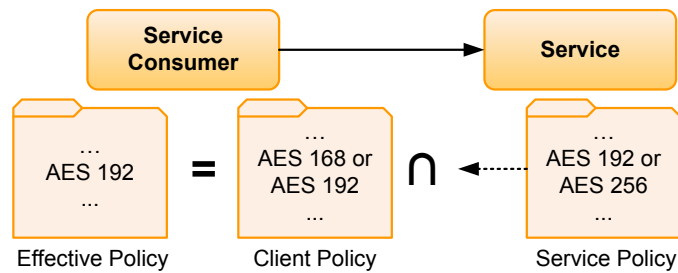 Service
Consumer
Service
...
AES 192
...
=
...
AES 168 or
AES 192
...
∩
...
AES 192 or
AES 256
...
Effective Policy
Client Policy
Service Policy